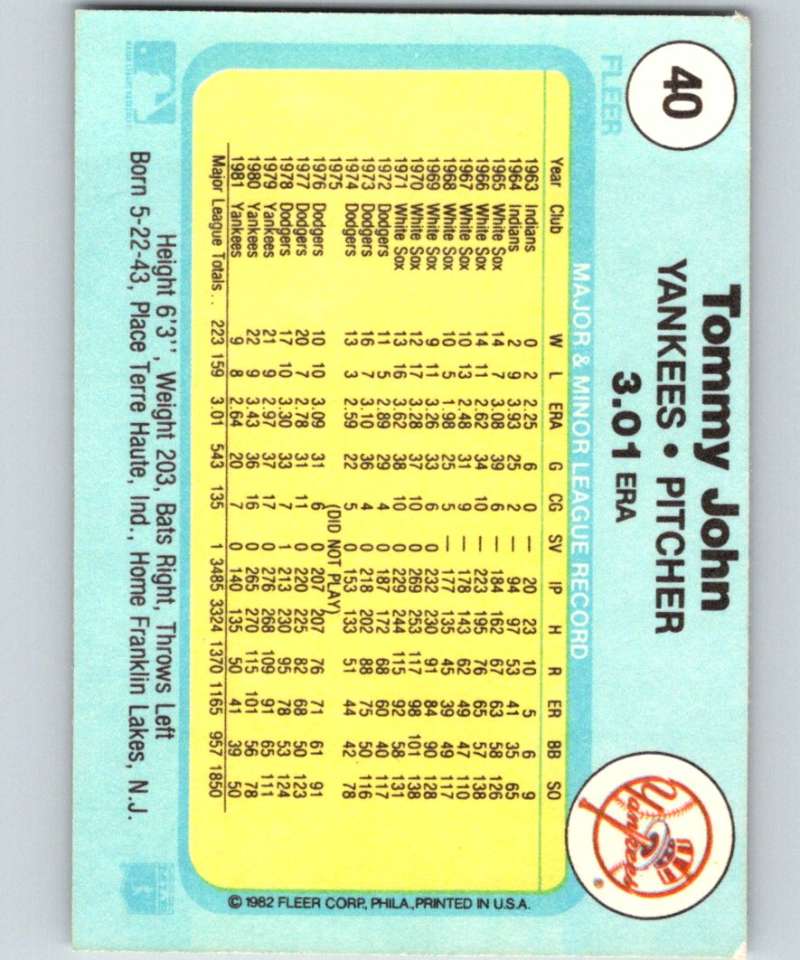 40
FLEER
Tommy John
YANKEES • PITCHER
3.01 ERA
Yankees
MAJOR & MINOR LEAGUE RECORD
Year Club W L ERA G CG SV IP H R ER BB SO
1963 Indians 0 2 2.25 6 0 — 20 23 10 5 6 9
1964 Indians 2 9 3.93 25 2 — 94 97 53 41 35 65
1965 White Sox 14 7 3.08 39 6 — 184 162 67 63 58 126
1966 White Sox 14 11 2.62 34 10 — 223 195 76 65 57 138
1967 White Sox 10 13 2.48 31 9 — 178 143 62 49 47 110
1968 White Sox 10 5 1.98 25 5 — 177 135 45 39 49 117
1969 White Sox 9 11 3.26 33 6 0 232 230 91 84 90 128
1970 White Sox 12 17 3.28 37 10 0 269 253 117 98 101 138
1971 White Sox 13 16 3.62 38 10 0 229 244 115 92 58 131
1972 Dodgers 11 5 2.89 29 4 0 187 172 68 60 40 117
1973 Dodgers 16 7 3.10 36 4 0 218 202 88 75 50 116
1974 Dodgers 13 3 2.59 22 5 0 153 133 51 44 42 78
1975 (DID NOT PLAY)
1976 Dodgers 10 10 3.09 31 6 0 207 207 76 71 61 91
1977 Dodgers 20 7 2.78 31 11 0 220 225 82 68 50 123
1978 Dodgers 17 10 3.30 33 7 1 213 230 95 78 53 124
1979 Yankees 21 9 2.97 37 17 0 276 268 109 91 65 111
1980 Yankees 22 9 3.43 36 16 0 265 270 115 101 56 78
1981 Yankees 9 8 2.64 20 7 0 140 135 50 41 39 50
Major League Totals . . 223 159 3.01 543 135 1 3485 3324 1370 1165 957 1850
Height 6'3'', Weight 203, Bats Right, Throws Left
Born 5-22-43, Place Terre Haute, Ind., Home Franklin Lakes, N.J.
© 1982 FLEER CORP., PHILA., PRINTED IN U.S.A.